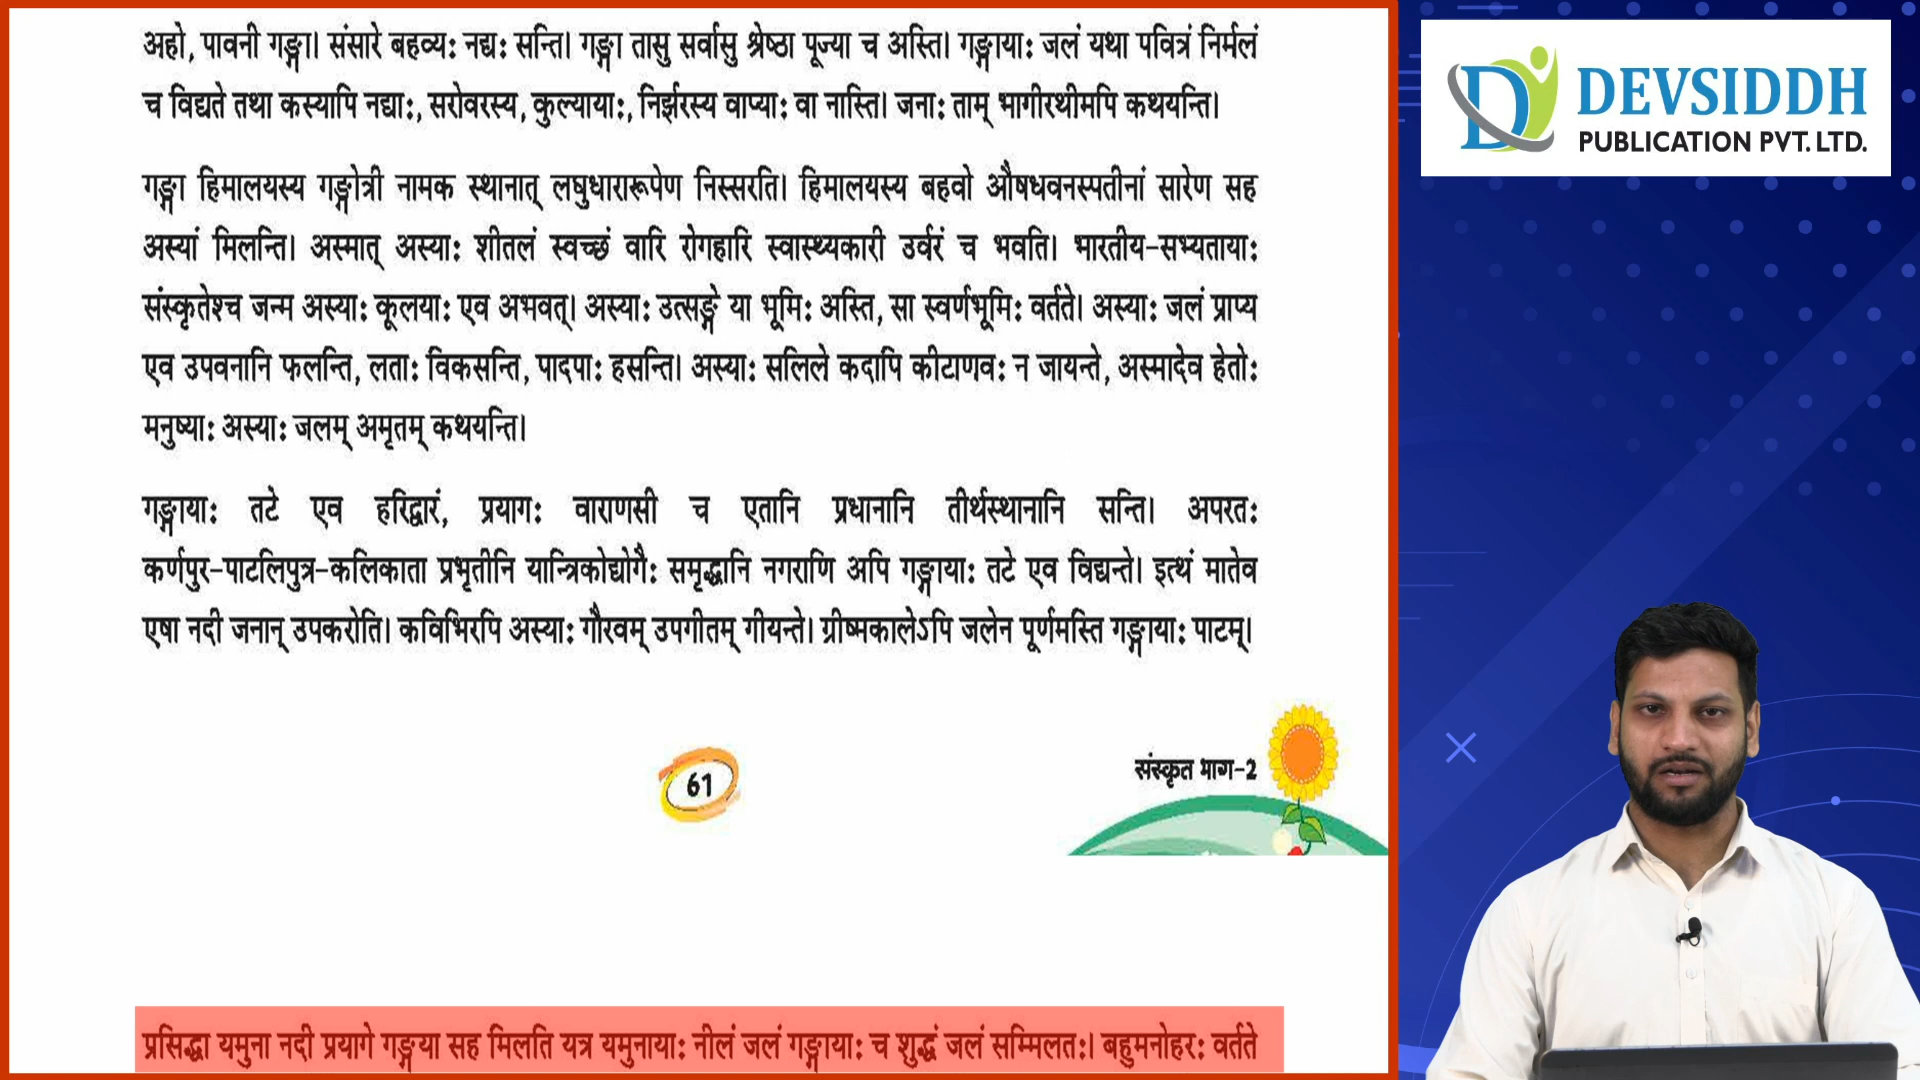 अहो, पावनी गङ्गा। संसारे बहव्य: नद्य: सन्ति। गङ्गा तासु सर्वासु श्रेष्ठा पूज्या च अस्ति। गङ्गाया: जलं यथा पवित्रं निर्मलं
च विद्यते तथा कस्यापि नद्या:, सरोवरस्य, कुल्याया:, निर्झरस्य वाप्या: वा नास्ति। जना: ताम् भागीरथीमपि कथयन्ति।
गङ्गा हिमालयस्य गङ्गोत्री नामक स्थानात् लघुधारारूपेण निस्सरति। हिमालयस्य बहवो औषधवनस्पतीनां सारेण सह
अस्यां मिलन्ति। अस्मात् अस्या: शीतलं स्वच्छं वारि रोगहारि स्वास्थ्यकारी उर्वरं च भवति। भारतीय-सभ्यताया:
संस्कृतेश्च जन्म अस्या: कूलया: एव अभवत्। अस्या: उत्सङ्गे या भूमि: अस्ति, सा स्वर्णभूमि: वर्तते। अस्या: जलं प्राप्य
एव उपवनानि फलन्ति, लता: विकसन्ति, पादपा: हसन्ति। अस्या: सलिले कदापि कीटाणव: न जायन्ते, अस्मादेव हेतो:
मनुष्या: अस्या: जलम् अमृतम् कथयन्ति।
गङ्गाया: तटे एव हरिद्वारं, प्रयाग: वाराणसी च एतानि प्रधानानि तीर्थस्थानानि सन्ति। अपरत:
कर्णपुर-पाटलिपुत्र-कलिकाता प्रभृतीनि यान्त्रिकोद्योगै: समृद्धानि नगराणि अपि गङ्गाया: तटे एव विद्यन्ते। इत्थं मातेव
एषा नदी जनान् उपकरोति। कविभिरपि अस्या: गौरवम् उपगीतम् गीयन्ते। ग्रीष्मकालेऽपि जलेन पूर्णमस्ति गङ्गाया: पाटम्।
61
संस्कृत भाग-2
प्रसिद्धा यमुना नदी प्रयागे गङ्गया सह मिलति यत्र यमुनाया: नीलं जलं गङ्गाया: च शुद्धं जलं सम्मिलत:। बहुमनोहर: वर्तते
DEVSIDDH
PUBLICATION PVT. LTD.